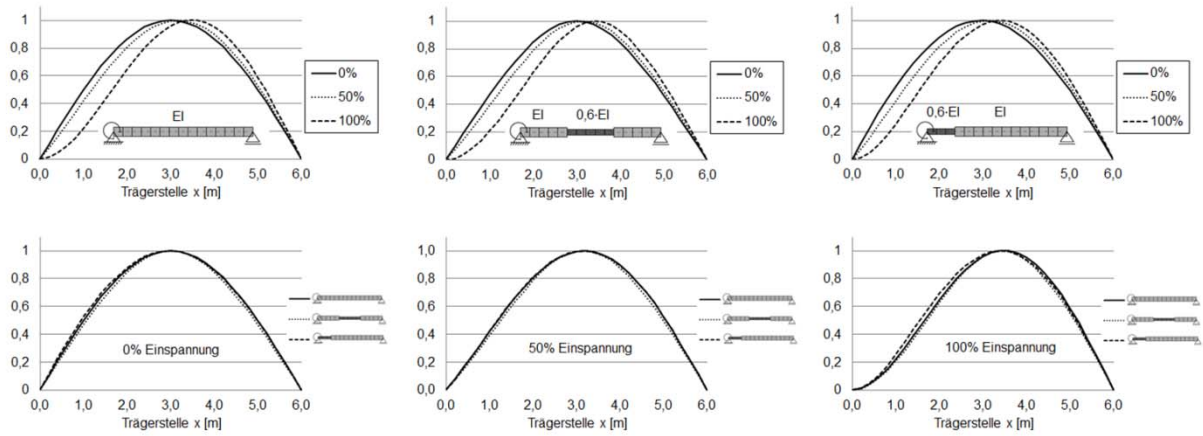 1
0,8
0,6
0,4
0,2
0
0,0 1,0 2,0 3,0 4,0 5,0 6,0
Trägerstelle x [m]
EI
0%
50%
100%
1
0,8
0,6
0,4
0,2
0
0,0 1,0 2,0 3,0 4,0 5,0 6,0
Trägerstelle x [m]
EI 0,6·EI
0%
50%
100%
1
0,8
0,6
0,4
0,2
0
0,0 1,0 2,0 3,0 4,0 5,0 6,0
Trägerstelle x [m]
0,6·EI EI
0%
50%
100%
1
0,8
0,6
0,4
0,2
0
0,0 1,0 2,0 3,0 4,0 5,0 6,0
Trägerstelle x [m]
0% Einspannung
1,0
0,8
0,6
0,4
0,2
0,0
0,0 1,0 2,0 3,0 4,0 5,0 6,0
Trägerstelle x [m]
50% Einspannung
1
0,8
0,6
0,4
0,2
0
0,0 1,0 2,0 3,0 4,0 5,0 6,0
Trägerstelle x [m]
100% Einspannung